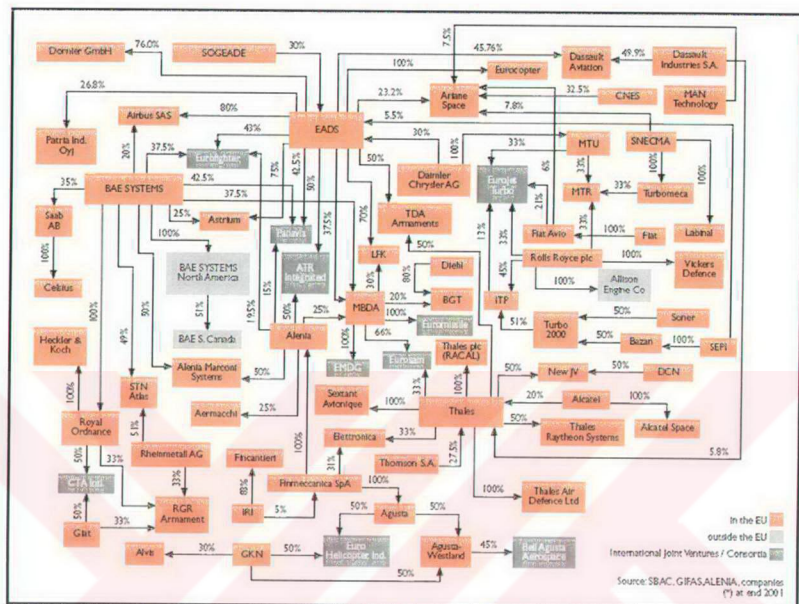 7.5%
Dornier GmbH
76.0%
SOGEADE
30%
45.76%
Dassault
Aviation
49.9%
Dassault
Industries S.A.
100%
Eurocopter
26.8%
23.2%
Ariane
Space
32.5%
CNES
MAN
Technology
Airbus SAS
80%
EADS
5.5%
7.8%
Patria Ind.
Oyj
20%
37.5%
43%
Eurofighter
30%
100%
33%
MTU
SNECMA
75%
42.5%
50%
50%
Daimler
Chrysler AG
Eurojet
Turbo
6%
33%
100%
BAE SYSTEMS
42.5%
37.5%
MTR
33%
Turbomeca
100%
35%
Saab
AB
25%
Astrium
Panavia
37.5%
70%
TDA
Armaments
21%
13%
33%
33%
Fiat Avio
100%
Fiat
Labinal
100%
100%
BAE SYSTEMS
North America
ATR
Integrated
LFK
50%
45%
Rolls Royce plc
100%
Vickers
Defence
Celsius
15%
30%
Diehl
80%
100%
Allison
Engine Co
51%
19.5%
50%
MBDA
20%
BGT
ITP
50%
Soner
Heckler
& Koch
100%
49%
50%
BAE S. Canada
Alenia
25%
100%
Euromissile
51%
Turbo
2000
50%
Bazan
100%
SEPI
100%
66%
Thales plc
(RACAL)
Alenia Marconi
Systems
50%
EMDG
Eurosam
33%
100%
50%
New JV
50%
DCN
100%
STN
Atlas
Aermacchi
25%
Sextant
Avionique
100%
Thales
20%
Alcatel
100%
Royal
Ordnance
51%
100%
Elettronica
33%
50%
Thales
Raytheon Systems
Alcatel Space
50%
33%
Rheinmetall AG
Fincantieri
31%
Thomson S.A.
27.5%
5.8%
CTA Intl.
33%
83%
Finmeccanica SpA
100%
100%
Thales Air
Defence Ltd
50%
RGR
Armament
IRI
5%
Agusta
Giat
33%
50%
50%
In the EU
outside the EU
International Joint Ventures / Consortia
Alvis
30%
GKN
50%
Euro
Helicopter Ind.
Agusta-
Westland
45%
Bell Agusta
Aerospace
50%
Source: SBAC, GIFAS, ALENIA, companies
(*) at end 2001